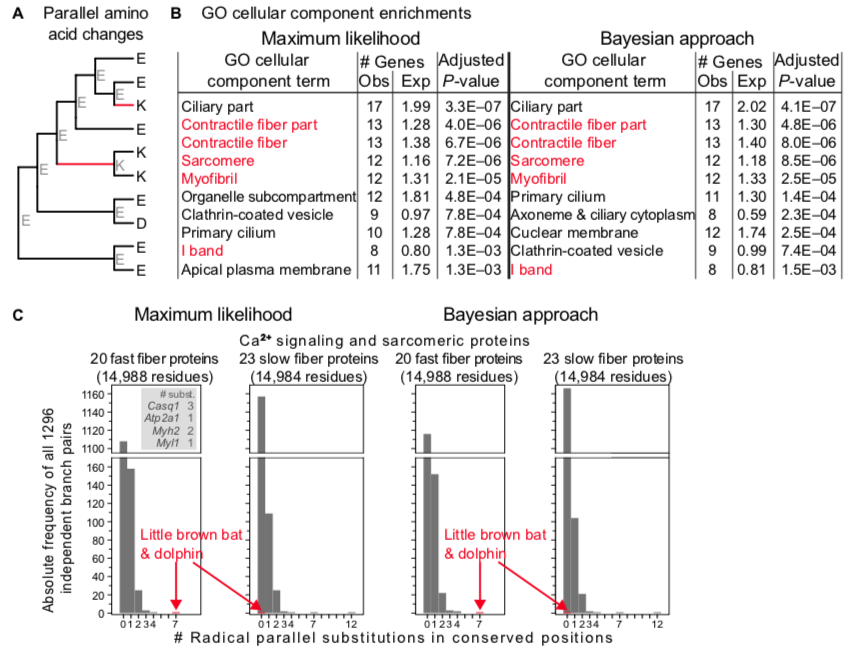 A Parallel amino
acid changes
E
E
E
K
E
E
K
E
K
K
E
E
E
D
E
E
E
E
B GO cellular component enrichments
Maximum likelihood
GO cellular component term # Genes Obs Exp Adjusted P-value
Ciliary part 17 1.99 3.3E–07
Contractile fiber part 13 1.28 4.0E–06
Contractile fiber 13 1.38 6.7E–06
Sarcomere 12 1.16 7.2E–06
Myofibril 12 1.31 2.1E–05
Organelle subcompartment 12 1.81 4.8E–04
Clathrin-coated vesicle 9 0.97 7.8E–04
Primary cilium 10 1.28 7.8E–04
I band 8 0.80 1.3E–03
Apical plasma membrane 11 1.75 1.3E–03
Bayesian approach
GO cellular component term # Genes Obs Exp Adjusted P-value
Ciliary part 17 2.02 4.1E–07
Contractile fiber part 13 1.30 4.8E–06
Contractile fiber 13 1.40 8.0E–06
Sarcomere 12 1.18 8.5E–06
Myofibril 12 1.33 2.5E–05
Primary cilium 11 1.30 1.4E–04
Axoneme & ciliary cytoplasm 8 0.59 2.3E–04
Cuclear membrane 12 1.74 2.5E–04
Clathrin-coated vesicle 9 0.99 7.4E–04
I band 8 0.81 1.5E–03
C Maximum likelihood Bayesian approach
Ca²⁺ signaling and sarcomeric proteins
20 fast fiber proteins
(14,988 residues)
23 slow fiber proteins
(14,984 residues)
20 fast fiber proteins
(14,988 residues)
23 slow fiber proteins
(14,984 residues)
# subst.
Casq1 3
Atp2a1 1
Myh2 2
Myl1 1
Absolute frequency of all 1296
independent branch pairs
1160
1140
1120
1100
160
140
120
100
80
60
40
20
0
Little brown bat
& dolphin
Little brown bat
& dolphin
0 1 2 3 4 7
0 1 2 3 4 7 12
0 1 2 3 4 7
0 1 2 3 4 7 12
# Radical parallel substitutions in conserved positions